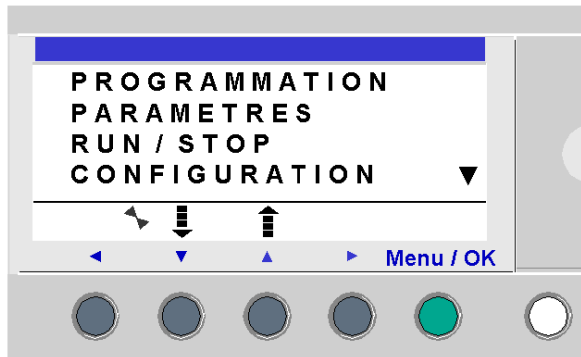 PROGRAMMATION
PARAMETRES
RUN / STOP
CONFIGURATION
Menu / OK